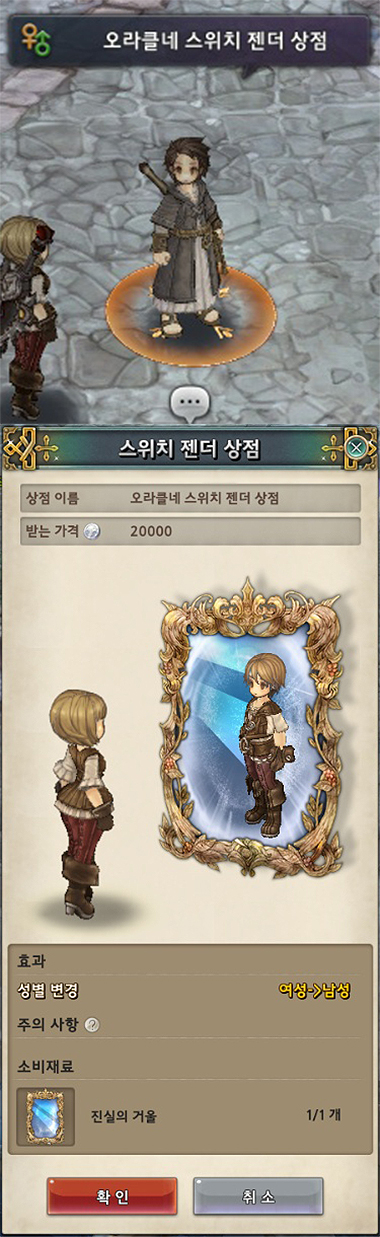 오라클네 스위치 젠더 상점
스위치 젠더 상점
상점 이름 오라클네 스위치 젠더 상점
받는 가격 20000
효과
성별 변경 여성->남성
주의 사항 ?
소비재료
진실의 거울 1/1 개
확 인 취 소